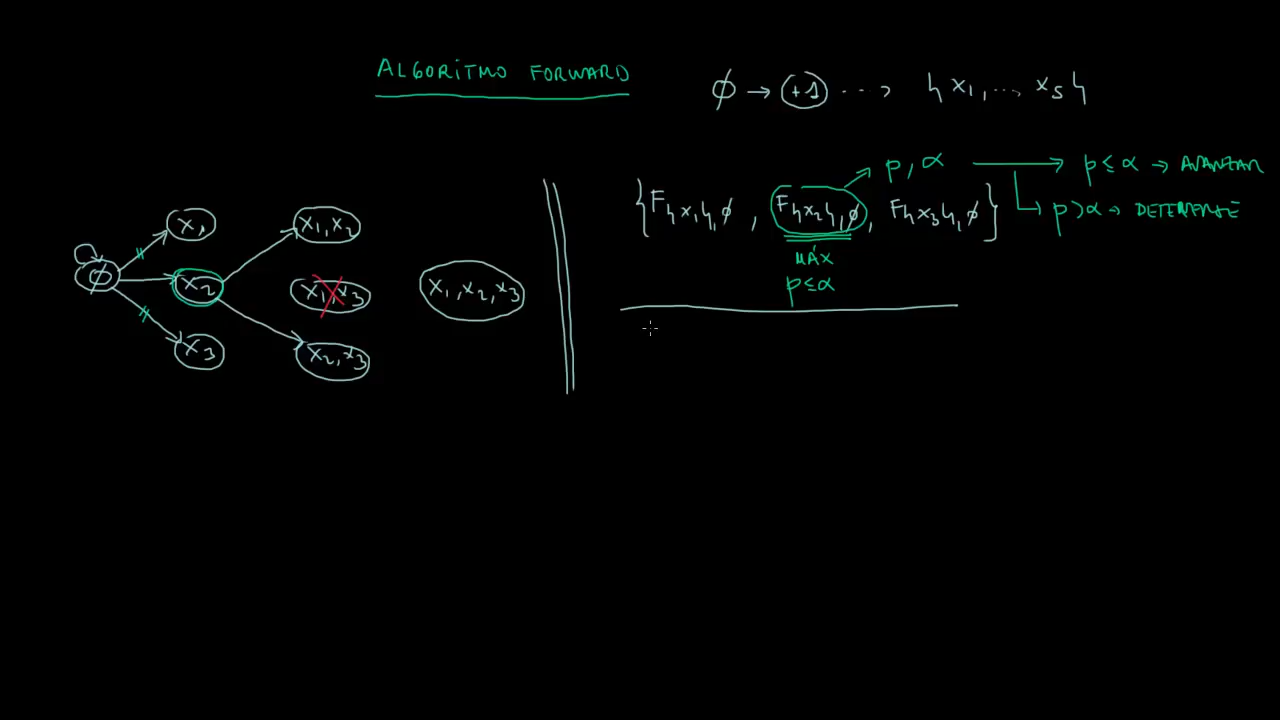 ALGORITMO FORWARD
∅ → +1 ···> {x₁, ... x₅}
p, α → p ≤ α → AVANZAR
p > α → DETENERSE
{F{x₁},∅ , F{x₂},∅ , F{x₃},∅}
MÁX
p ≤ α
x₁
x₁, x₂
∅
x₂
x₁, x₃
x₁, x₂, x₃
x₃
x₂, x₃